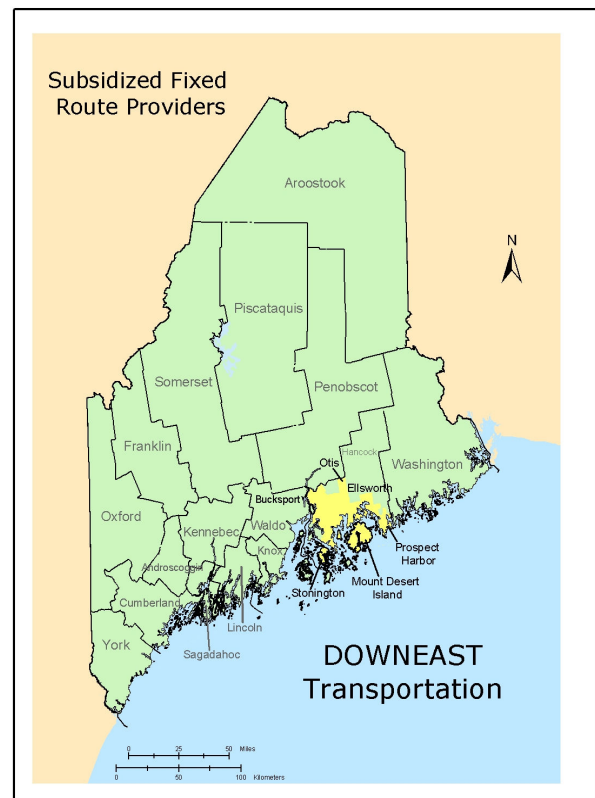 Subsidized Fixed
Route Providers
Aroostook
N
Piscataquis
Somerset
Penobscot
Franklin
Hancock
Otis
Washington
Ellsworth
Bucksport
Oxford
Waldo
Kennebec
Knox
Prospect
Harbor
Androscoggin
Mount Desert
Island
Stonington
Cumberland
Lincoln
York
Sagadahoc
DOWNEAST
Transportation
0 25 50 Miles
0 50 100 Kilometers